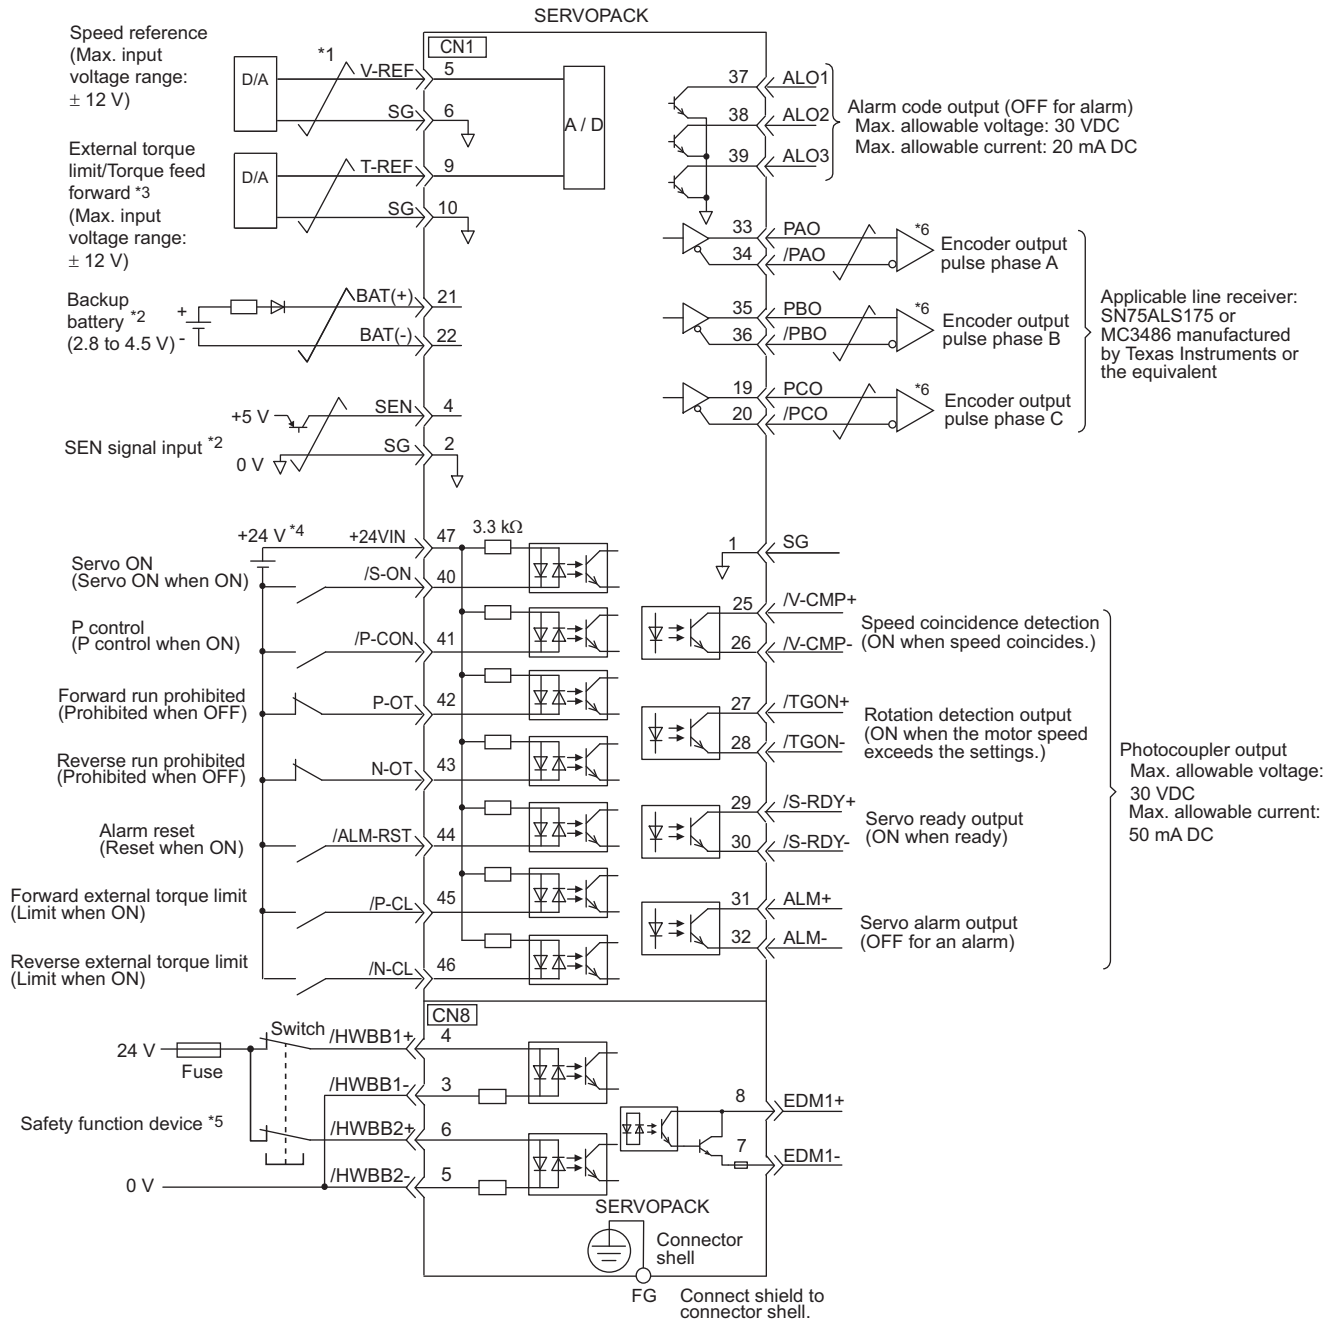 SERVOPACK
CN1
Speed reference
(Max. input
voltage range:
± 12 V)
D/A
*1
V-REF
5
SG
6
A / D
External torque
limit/Torque feed
forward *3
(Max. input
voltage range:
± 12 V)
D/A
T-REF
9
SG
10
Backup
battery *2
(2.8 to 4.5 V)
+
-
BAT(+)
21
BAT(-)
22
+5 V
SEN
4
SEN signal input *2
0 V
SG
2
37
ALO1
38
ALO2
39
ALO3
Alarm code output (OFF for alarm)
Max. allowable voltage: 30 VDC
Max. allowable current: 20 mA DC
33
PAO
34
/PAO
*6
Encoder output
pulse phase A
35
PBO
36
/PBO
*6
Encoder output
pulse phase B
19
PCO
20
/PCO
*6
Encoder output
pulse phase C
Applicable line receiver:
SN75ALS175 or
MC3486 manufactured
by Texas Instruments or
the equivalent
+24 V *4
+24VIN
47
3.3 kΩ
Servo ON
(Servo ON when ON)
/S-ON
40
P control
(P control when ON)
/P-CON
41
Forward run prohibited
(Prohibited when OFF)
P-OT
42
Reverse run prohibited
(Prohibited when OFF)
N-OT
43
Alarm reset
(Reset when ON)
/ALM-RST
44
Forward external torque limit
(Limit when ON)
/P-CL
45
Reverse external torque limit
(Limit when ON)
/N-CL
46
1
SG
25
/V-CMP+
26
/V-CMP-
Speed coincidence detection
(ON when speed coincides.)
27
/TGON+
28
/TGON-
Rotation detection output
(ON when the motor speed
exceeds the settings.)
29
/S-RDY+
30
/S-RDY-
Servo ready output
(ON when ready)
31
ALM+
32
ALM-
Servo alarm output
(OFF for an alarm)
Photocoupler output
Max. allowable voltage:
30 VDC
Max. allowable current:
50 mA DC
CN8
24 V
Fuse
Switch
/HWBB1+
4
/HWBB1-
3
Safety function device *5
/HWBB2+
6
0 V
/HWBB2-
5
8
EDM1+
7
EDM1-
SERVOPACK
Connector
shell
FG
Connect shield to
connector shell.